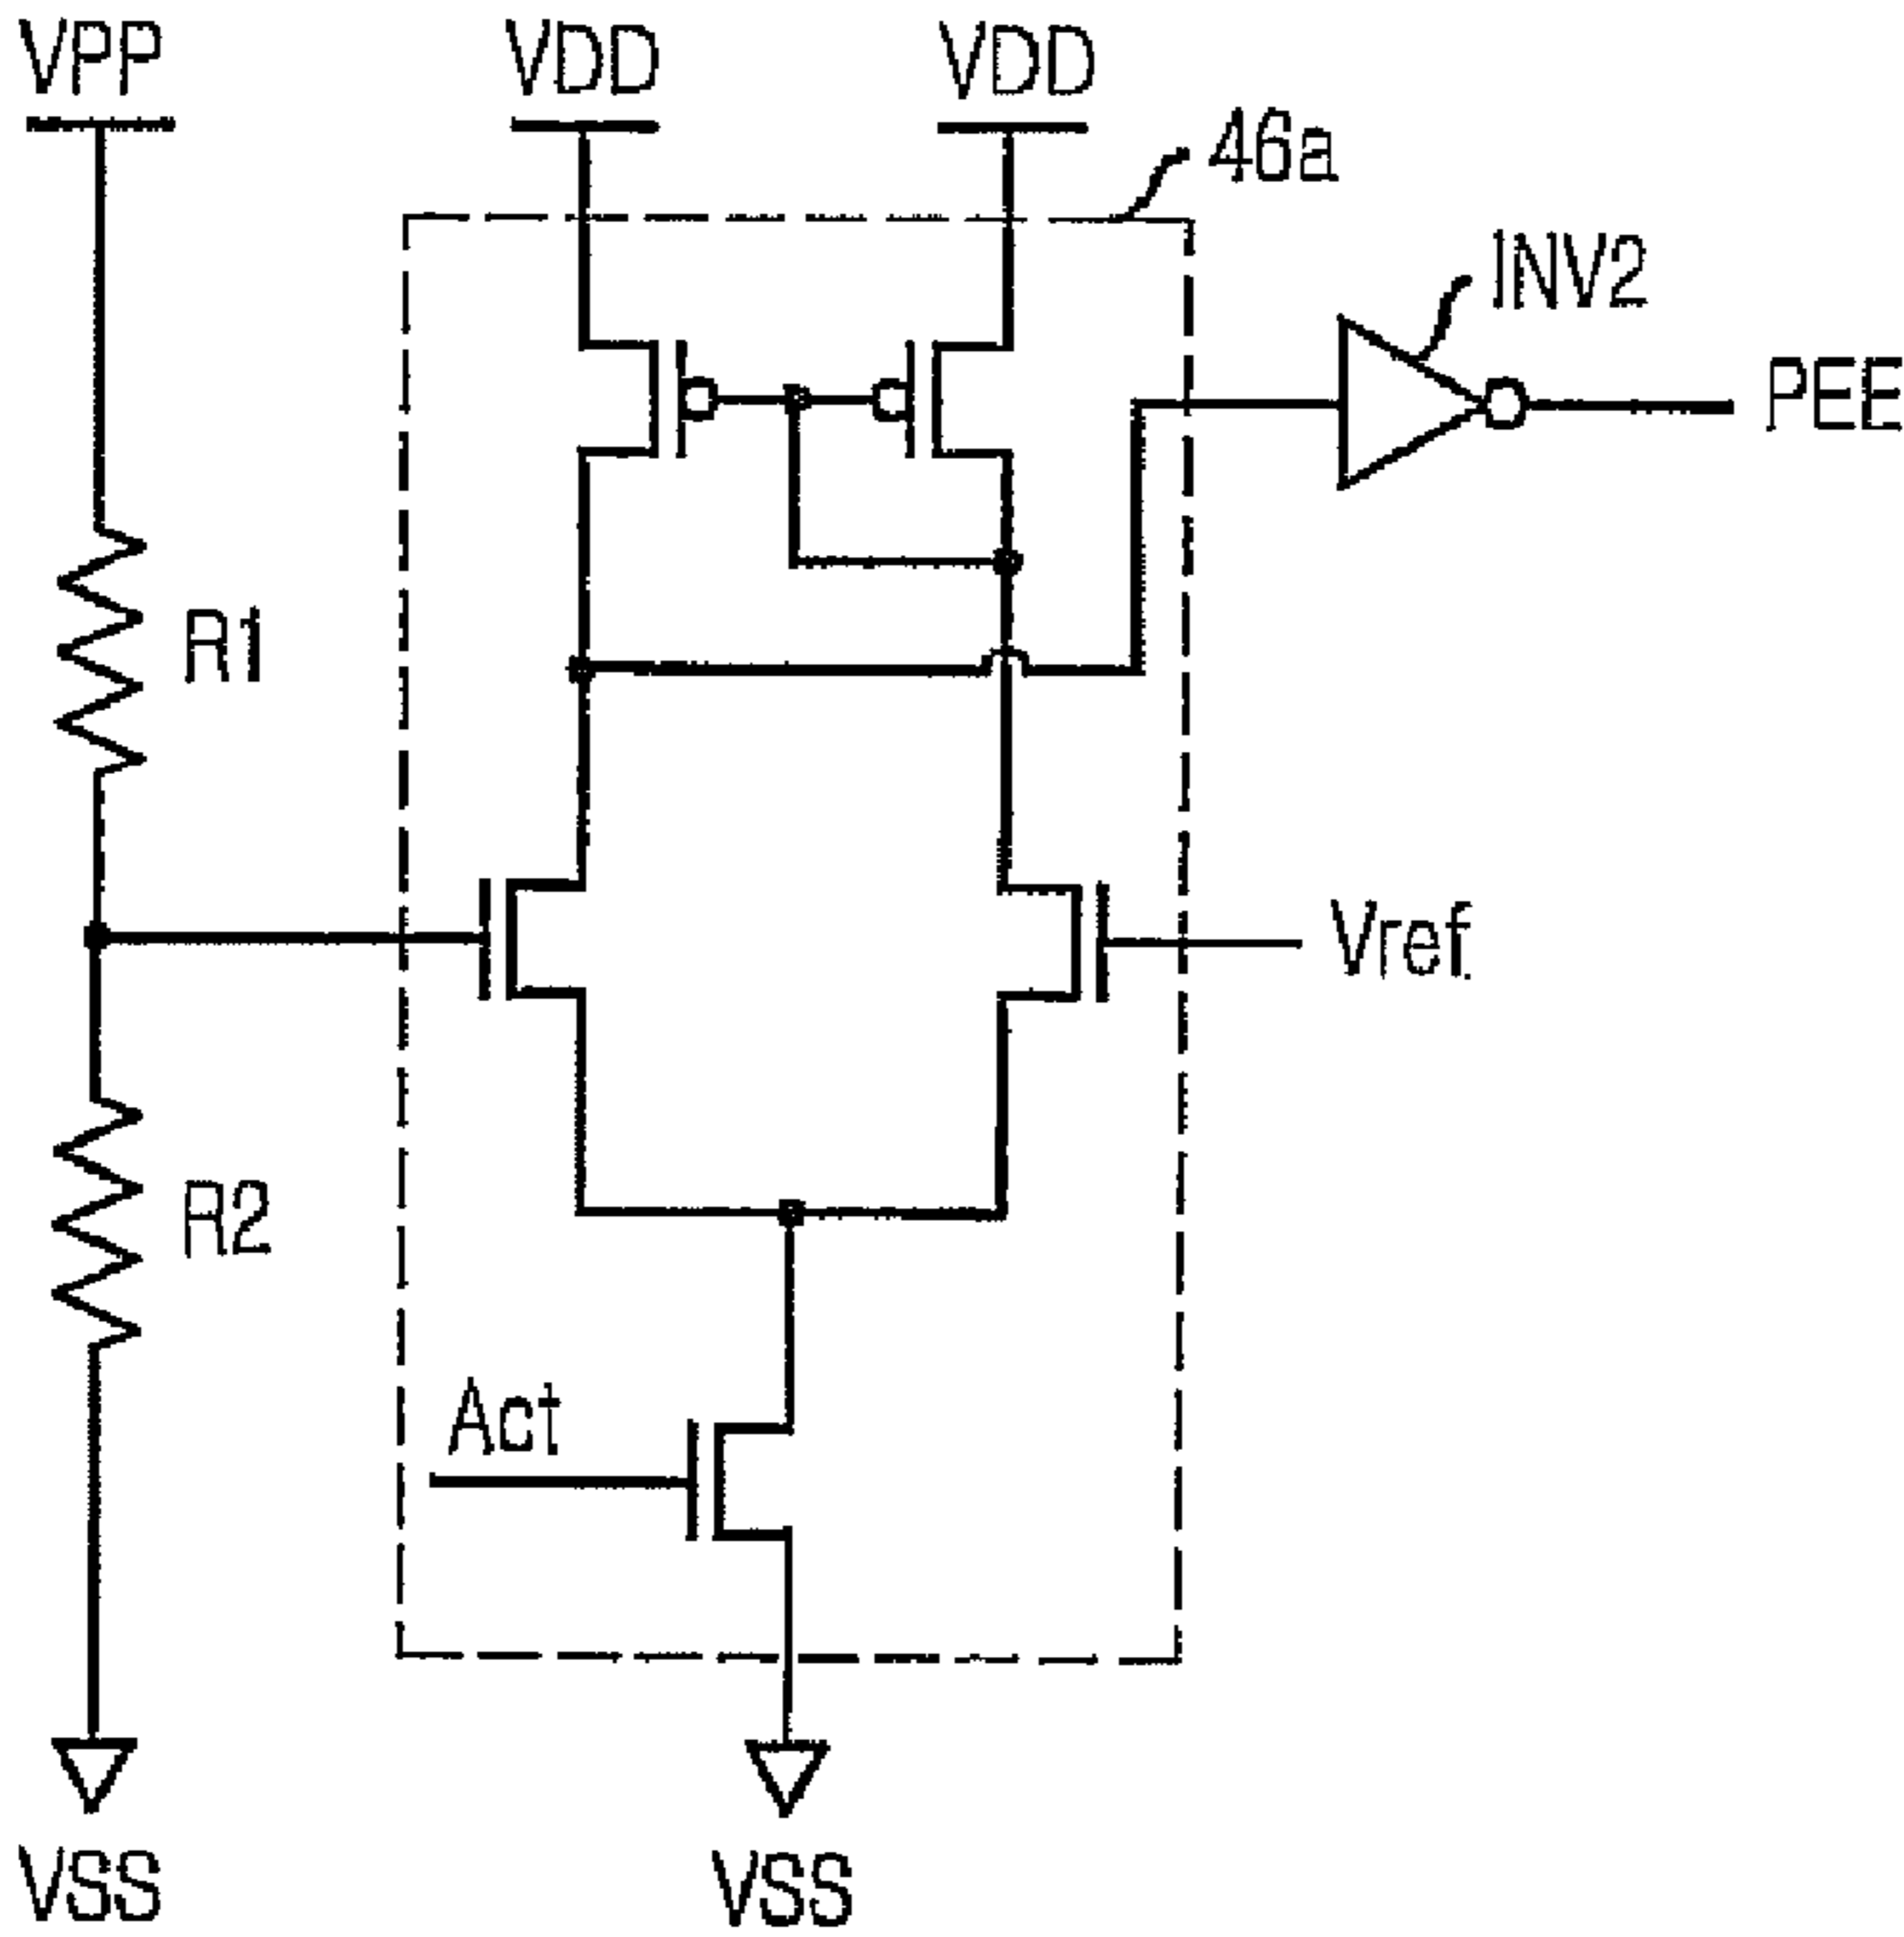 VPP
VDD
VDD
46a
INV2
PEE
R1
Vref.
R2
Act
VSS
VSS